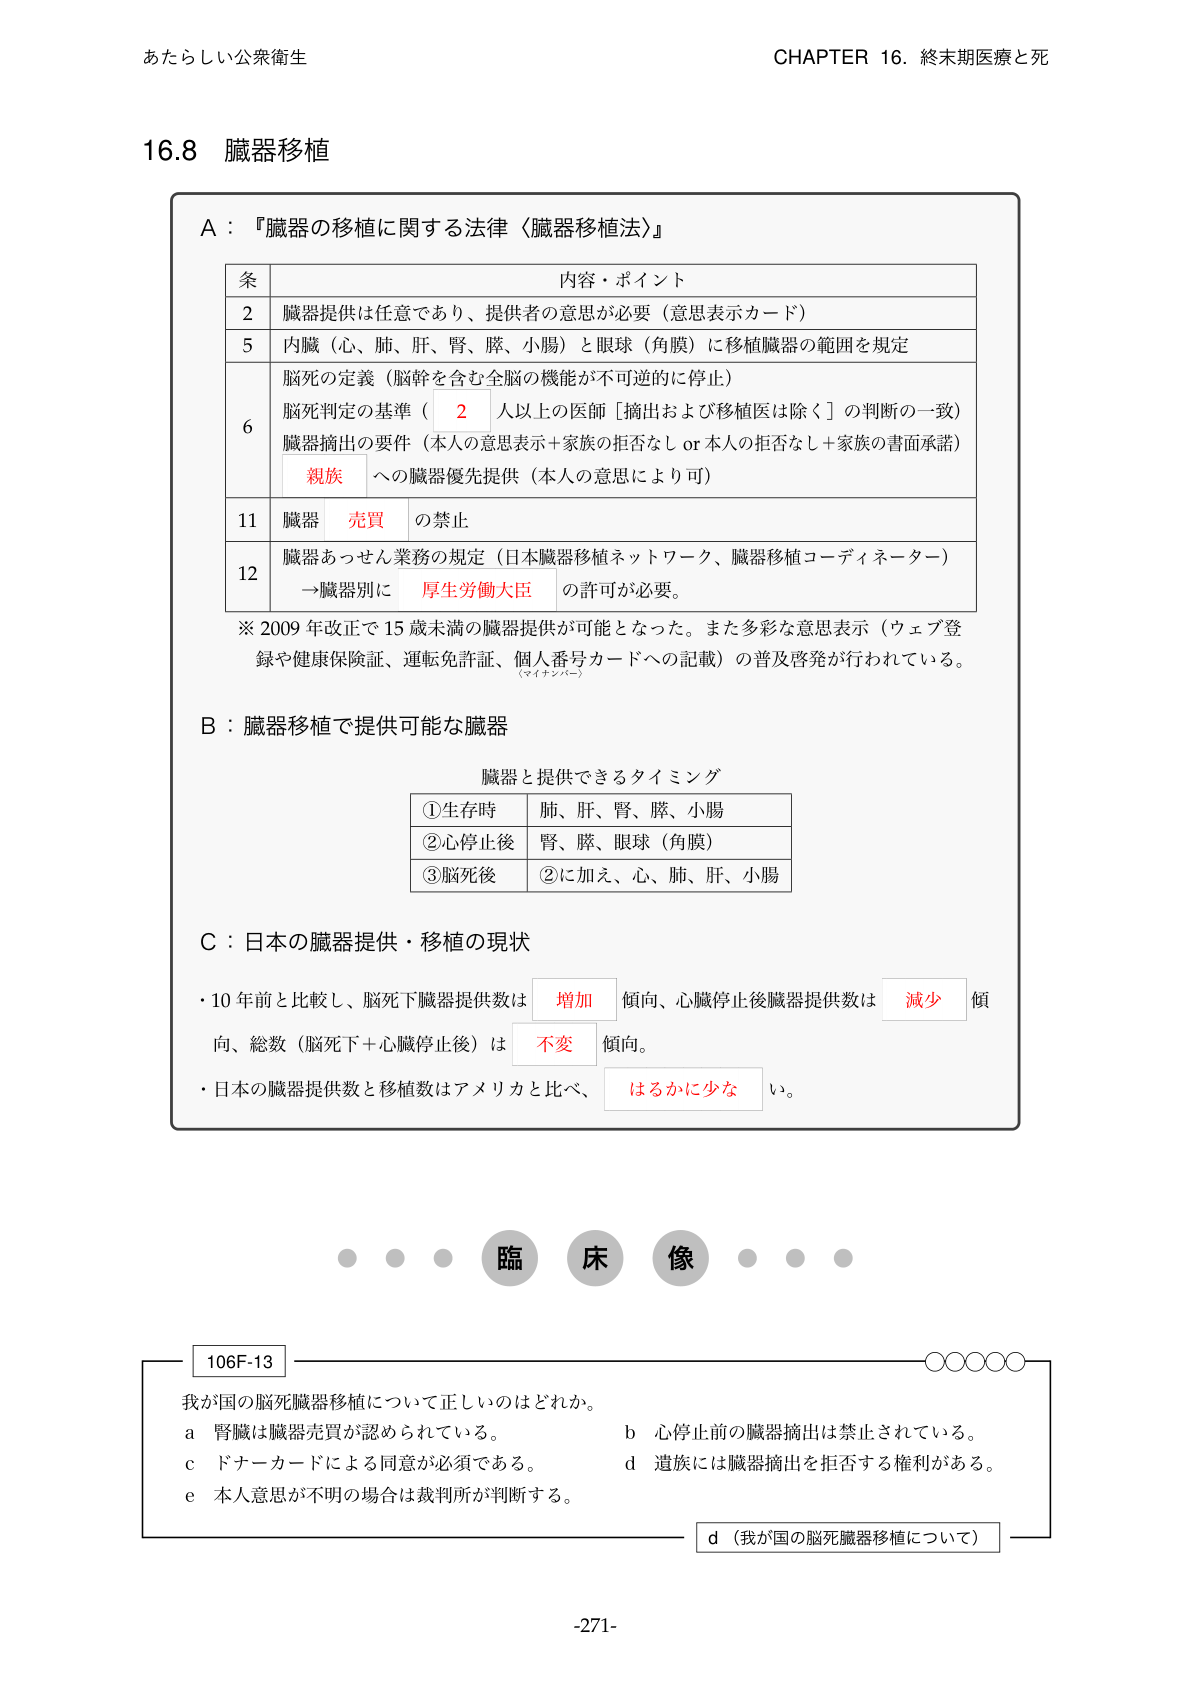 あたらしい公衆衛生
CHAPTER 16. 終末期医療と死
16.8 臓器移植
A：『臓器の移植に関する法律〈臓器移植法〉』
条 内容・ポイント
2 臓器提供は任意であり、提供者の意思が必要（意思表示カード）
5 内臓（心、肺、肝、腎、膵、小腸）と眼球（角膜）に移植臓器の範囲を規定
6 脳死の定義（脳幹を含む全脳の機能が不可逆的に停止）
脳死判定の基準（ 2 人以上の医師［摘出および移植医は除く］の判断の一致）
臓器摘出の要件（本人の意思表示＋家族の拒否なし or 本人の拒否なし＋家族の書面承諾）
親族 への臓器優先提供（本人の意思により可）
11 臓器 売買 の禁止
12 臓器あっせん業務の規定（日本臓器移植ネットワーク、臓器移植コーディネーター）
→臓器別に 厚生労働大臣 の許可が必要。
※ 2009 年改正で 15 歳未満の臓器提供が可能となった。また多彩な意思表示（ウェブ登
録や健康保険証、運転免許証、個人番号カードへの記載）の普及啓発が行われている。
〈マイナンバー〉
B：臓器移植で提供可能な臓器
臓器と提供できるタイミング
①生存時 肺、肝、腎、膵、小腸
②心停止後 腎、膵、眼球（角膜）
③脳死後 ②に加え、心、肺、肝、小腸
C：日本の臓器提供・移植の現状
・10 年前と比較し、脳死下臓器提供数は 増加 傾向、心臓停止後臓器提供数は 減少 傾
向、総数（脳死下＋心臓停止後）は 不変 傾向。
・日本の臓器提供数と移植数はアメリカと比べ、 はるかに少な い。
臨床像
106F-13
我が国の脳死臓器移植について正しいのはどれか。
a 腎臓は臓器売買が認められている。 b 心停止前の臓器摘出は禁止されている。
c ドナーカードによる同意が必須である。 d 遺族には臓器摘出を拒否する権利がある。
e 本人意思が不明の場合は裁判所が判断する。
d （我が国の脳死臓器移植について）
-271-